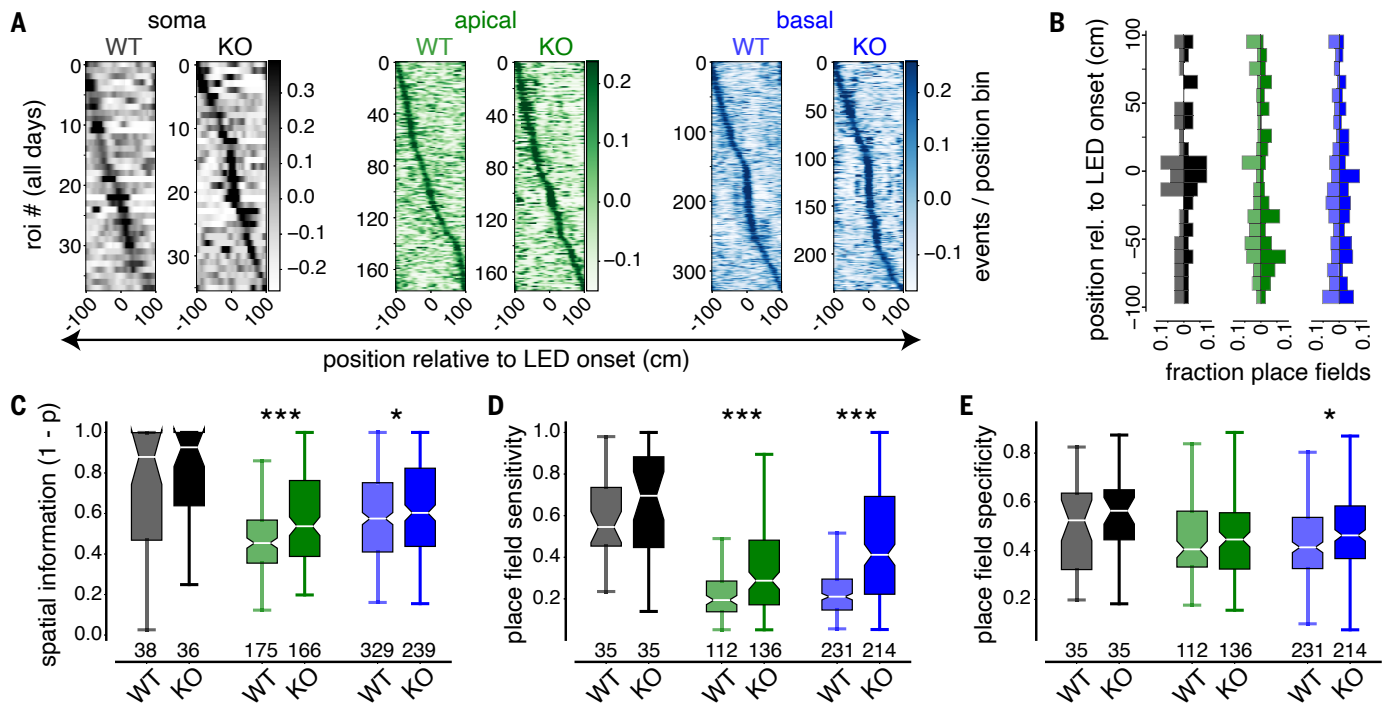 A
soma
apical
basal
WT
KO
WT
KO
WT
KO
roi # (all days)
0
10
20
30
0
10
20
30
0.3
0.2
0.1
0.0
−0.1
−0.2
0
40
80
120
160
0
40
80
120
160
0.2
0.1
0.0
−0.1
0
100
200
300
0
50
100
150
200
0.2
0.1
0.0
−0.1
events / position bin
-100 0 100
-100 0 100
-100 0 100
-100 0 100
-100 0 100
-100 0 100
position relative to LED onset (cm)
B
position rel. to LED onset (cm)
100
50
0
−50
−100
0.1 0 0.1
0.1 0 0.1
0.1 0 0.1
fraction place fields
C
spatial information (1 - p)
1.0
0.8
0.6
0.4
0.2
0.0
*** *
38 36 175 166 329 239
WT KO WT KO WT KO
D
place field sensitivity
1.0
0.8
0.6
0.4
0.2
*** ***
35 35 112 136 231 214
WT KO WT KO WT KO
E
place field specificity
0.8
0.6
0.4
0.2
*
35 35 112 136 231 214
WT KO WT KO WT KO